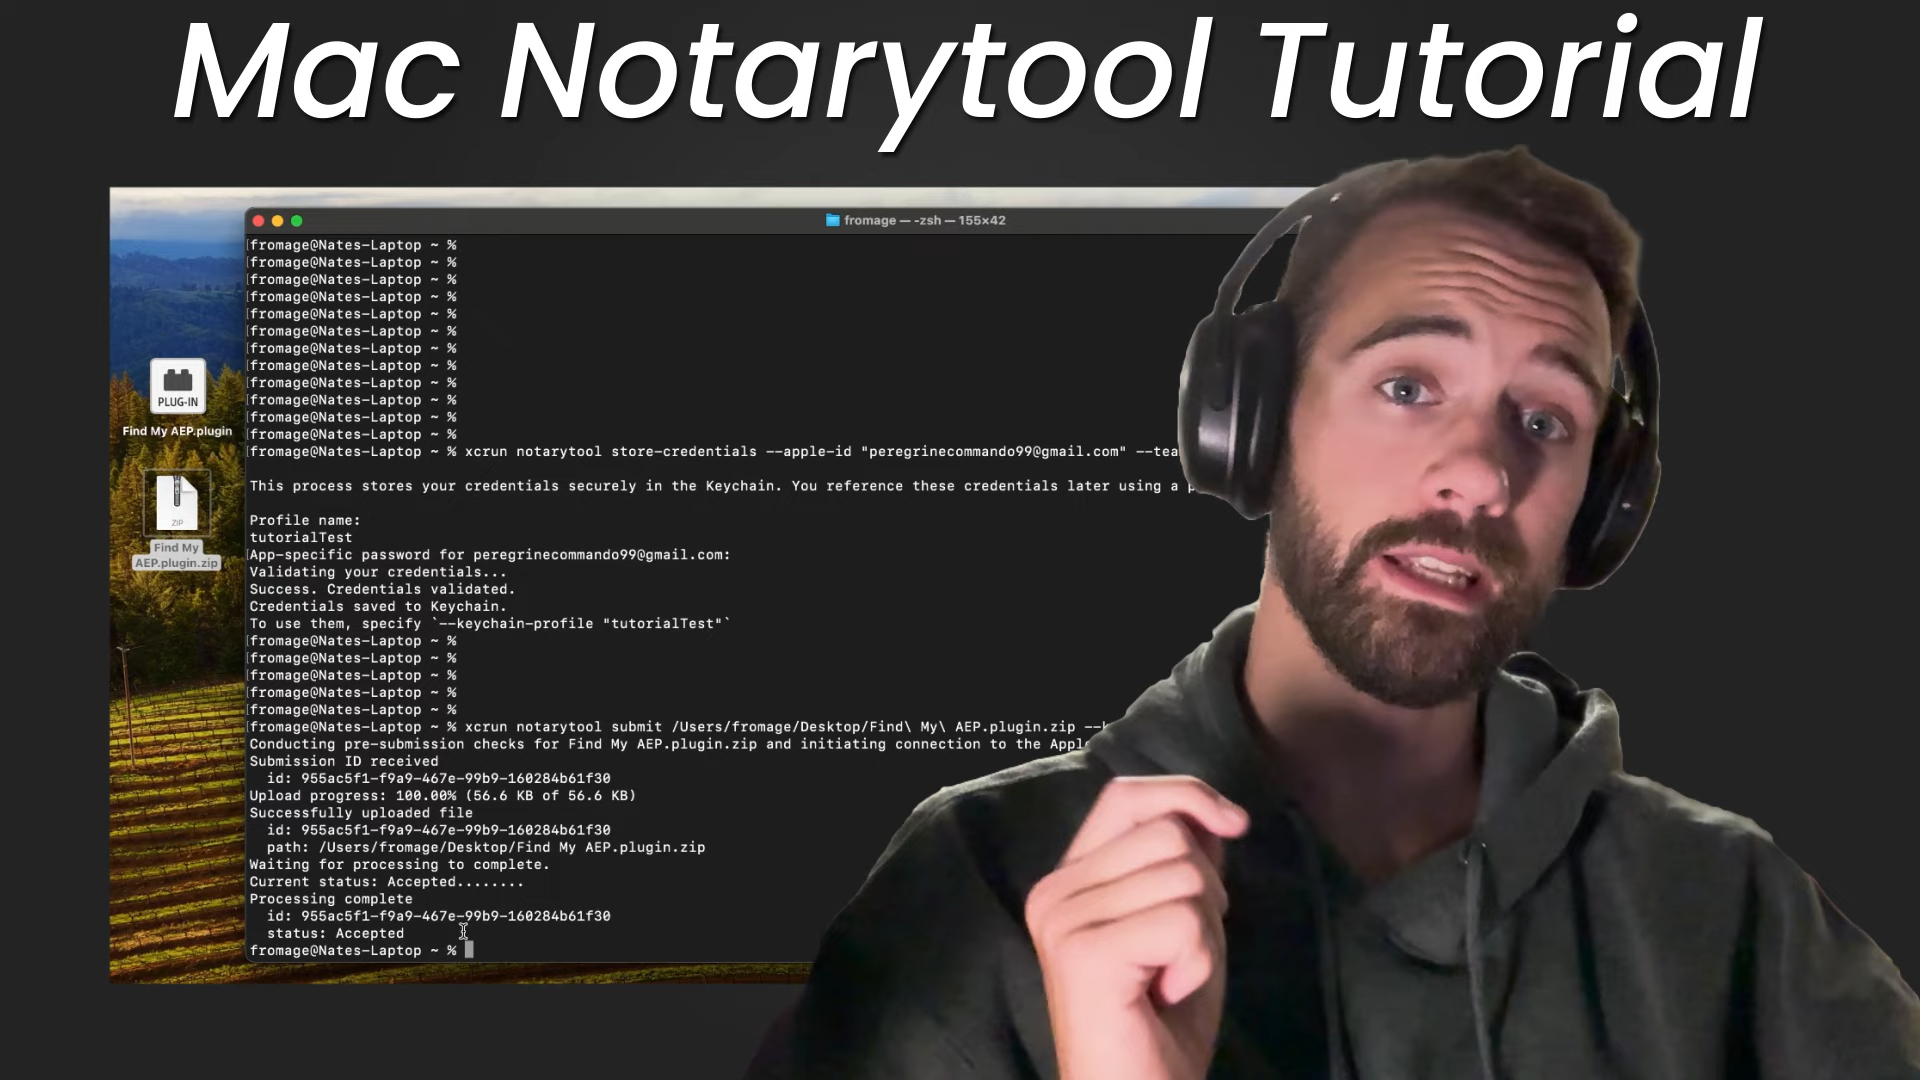 Mac Notarytool Tutorial
fromage — -zsh — 155×42
[fromage@Nates-Laptop ~ %
[fromage@Nates-Laptop ~ %
[fromage@Nates-Laptop ~ %
[fromage@Nates-Laptop ~ %
[fromage@Nates-Laptop ~ %
[fromage@Nates-Laptop ~ %
[fromage@Nates-Laptop ~ %
[fromage@Nates-Laptop ~ %
[fromage@Nates-Laptop ~ %
[fromage@Nates-Laptop ~ %
[fromage@Nates-Laptop ~ %
[fromage@Nates-Laptop ~ %
[fromage@Nates-Laptop ~ % xcrun notarytool store-credentials --apple-id "peregrinecommando99@gmail.com" --tea
This process stores your credentials securely in the Keychain. You reference these credentials later using a p
Profile name:
tutorialTest
[App-specific password for peregrinecommando99@gmail.com:
Validating your credentials...
Success. Credentials validated.
Credentials saved to Keychain.
To use them, specify `--keychain-profile "tutorialTest"`
[fromage@Nates-Laptop ~ %
[fromage@Nates-Laptop ~ %
[fromage@Nates-Laptop ~ %
[fromage@Nates-Laptop ~ %
[fromage@Nates-Laptop ~ %
[fromage@Nates-Laptop ~ % xcrun notarytool submit /Users/fromage/Desktop/Find\ My\ AEP.plugin.zip --k
Conducting pre-submission checks for Find My AEP.plugin.zip and initiating connection to the Appl
Submission ID received
id: 955ac5f1-f9a9-467e-99b9-160284b61f30
Upload progress: 100.00% (56.6 KB of 56.6 KB)
Successfully uploaded file
id: 955ac5f1-f9a9-467e-99b9-160284b61f30
path: /Users/fromage/Desktop/Find My AEP.plugin.zip
Waiting for processing to complete.
Current status: Accepted........
Processing complete
id: 955ac5f1-f9a9-467e-99b9-160284b61f30
status: Accepted
fromage@Nates-Laptop ~ %
PLUG-IN
Find My AEP.plugin
ZIP
Find My
AEP.plugin.zip